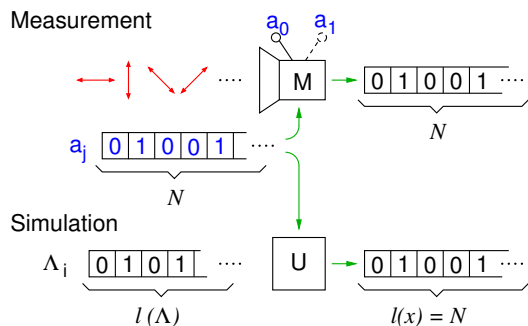 Measurement
a₀ a₁
M
0 1 0 0 1 ....
....
N
aⱼ 0 1 0 0 1 ....
N
Simulation
Λᵢ 0 1 0 1 ....
U
0 1 0 0 1 ....
l(Λ)
l(x) = N